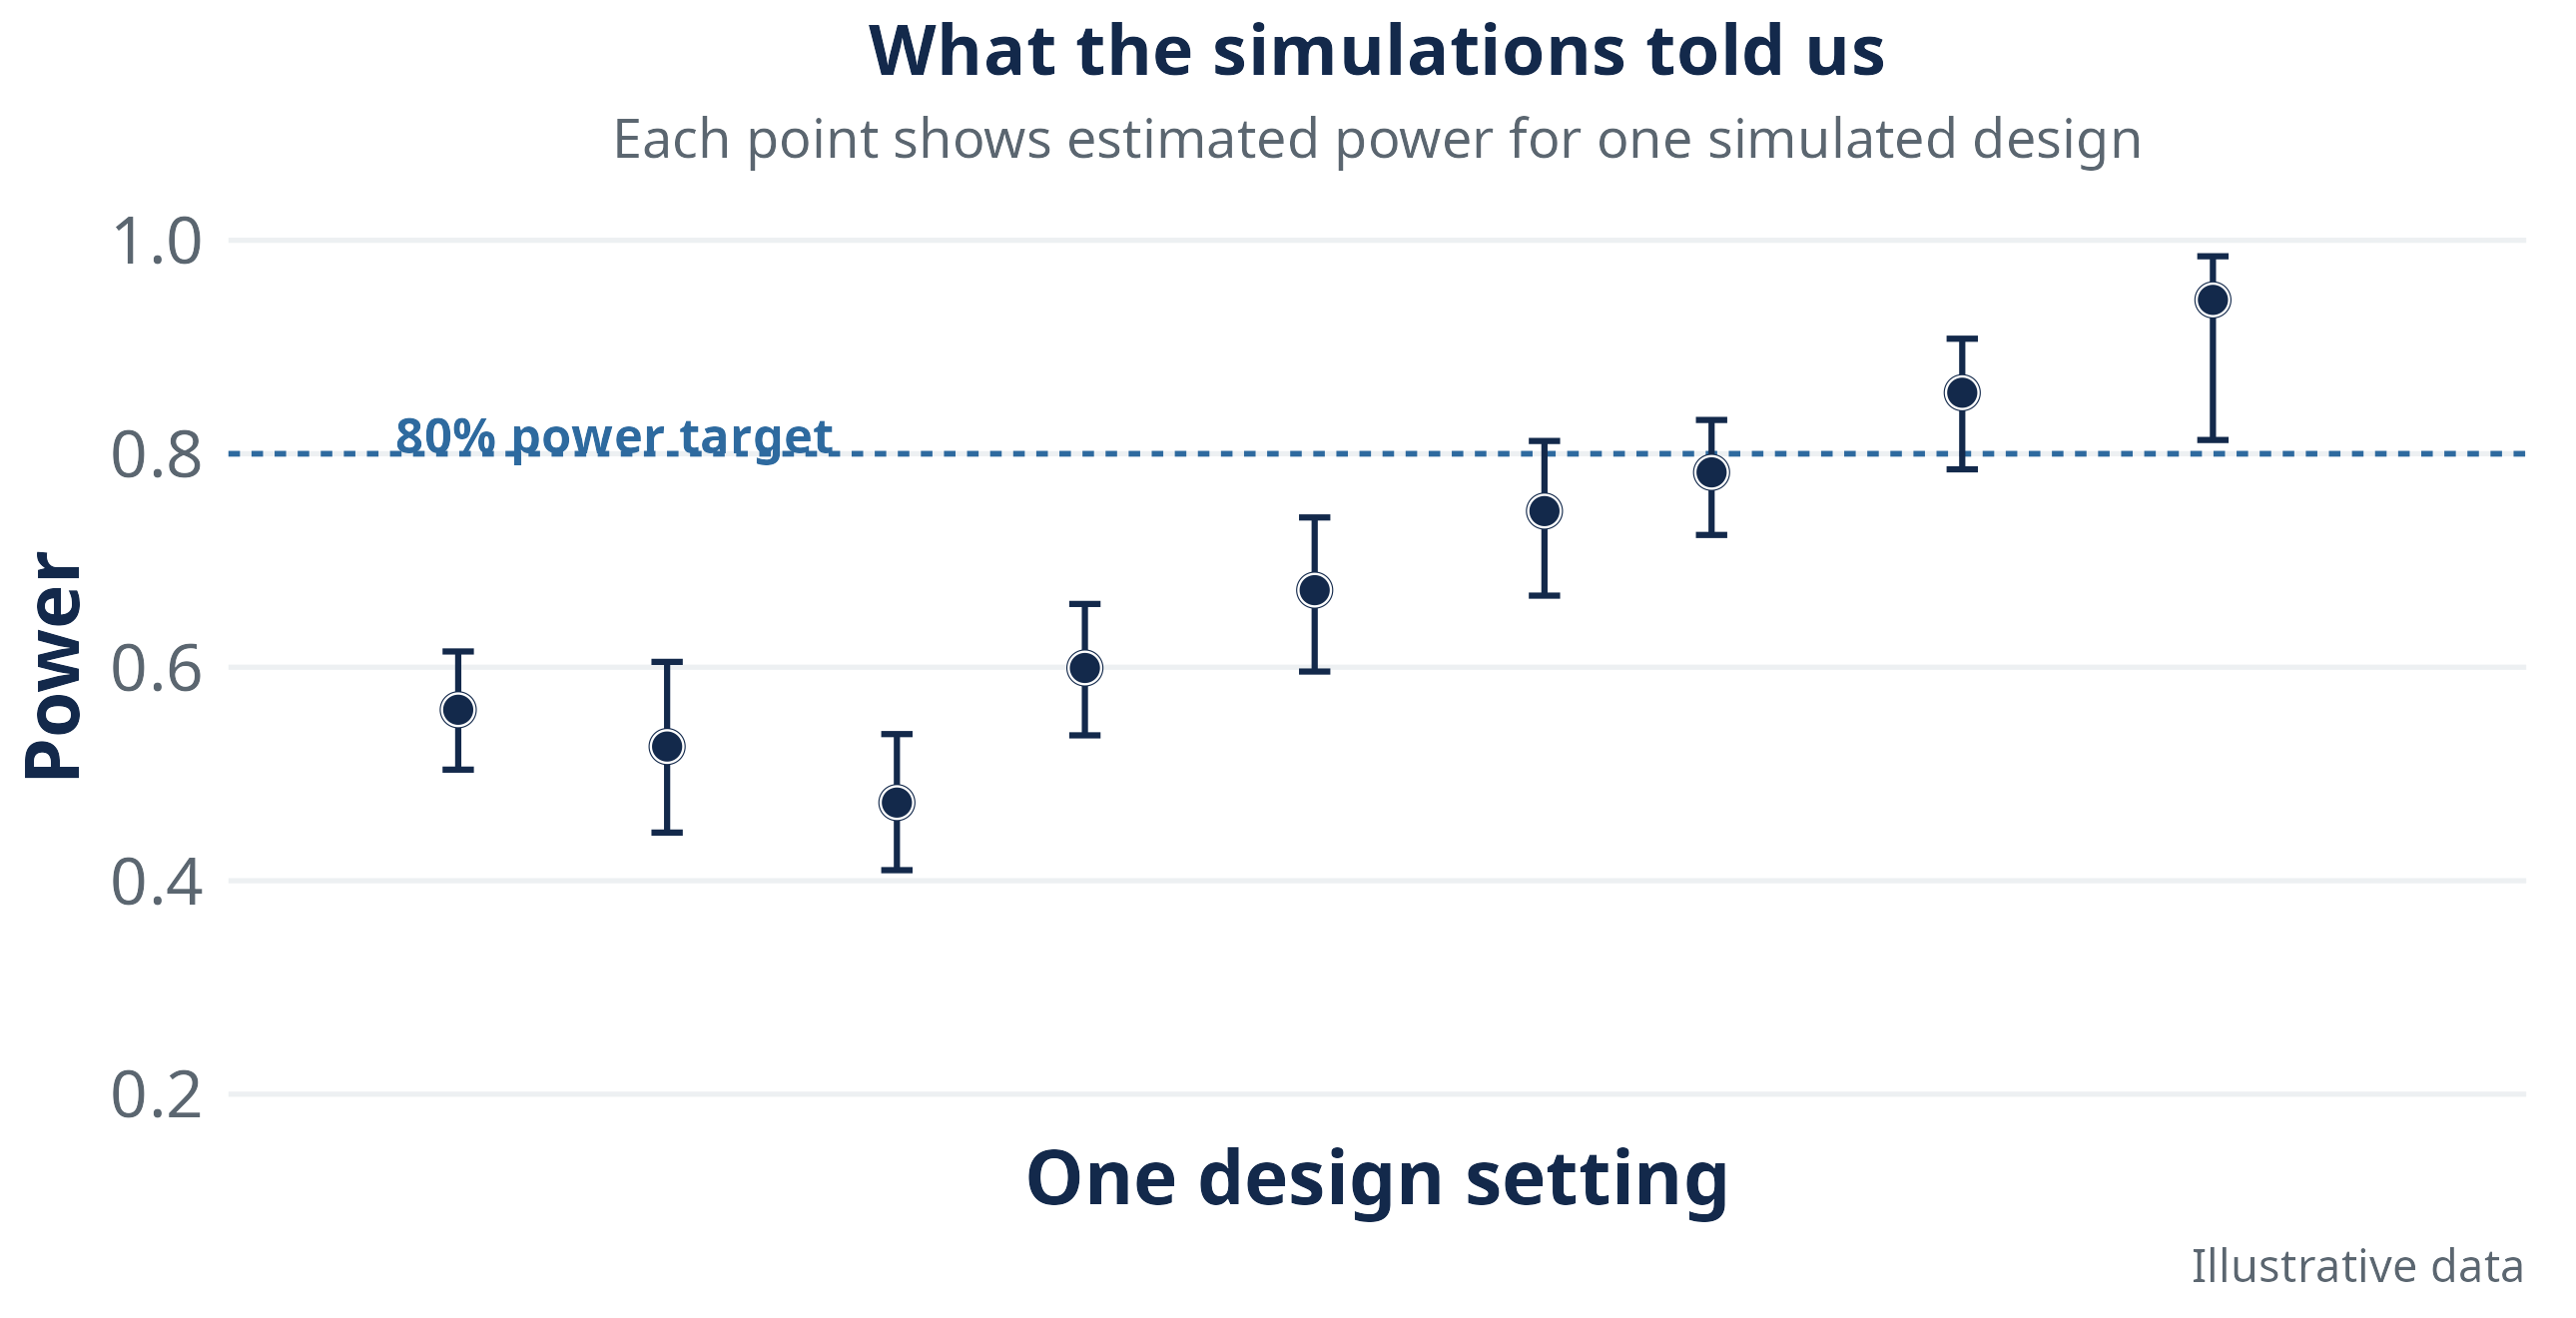 What the simulations told us
Each point shows estimated power for one simulated design
1.0
80% power target
0.8
Power
0.6
0.4
0.2
One design setting
Illustrative data